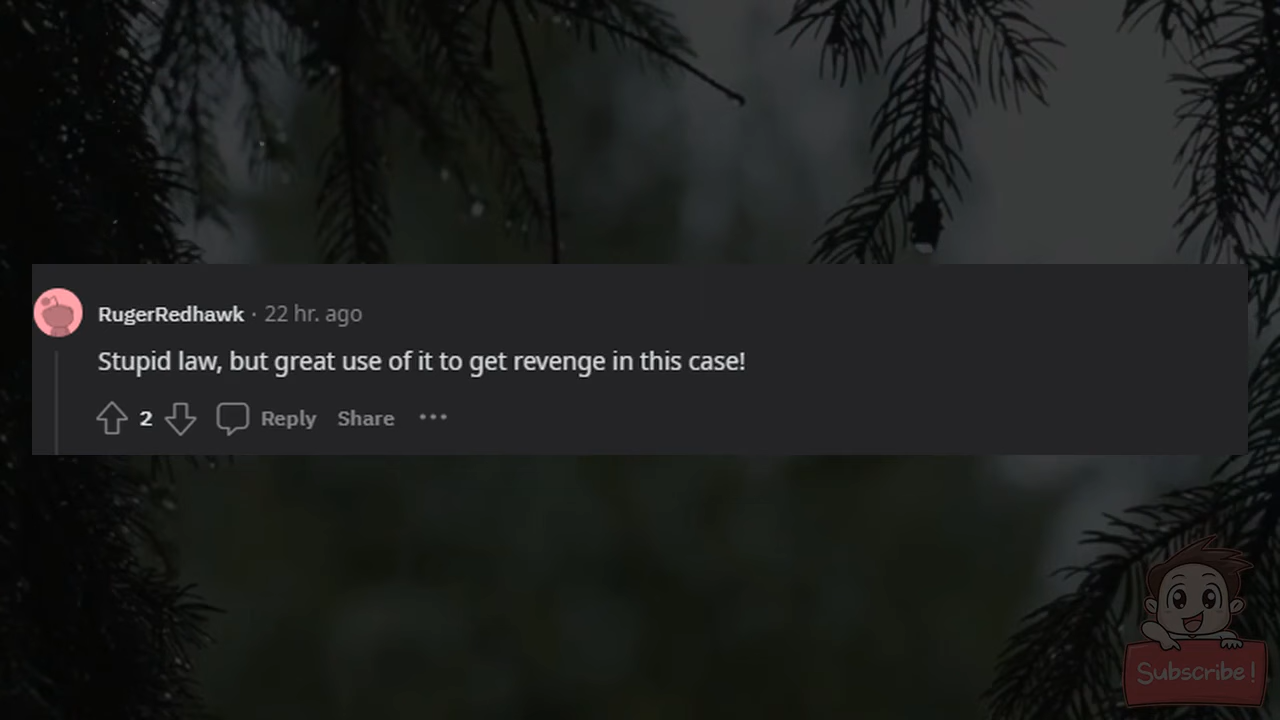 RugerRedhawk · 22 hr. ago
Stupid law, but great use of it to get revenge in this case!
2 Reply Share ···
Subscribe!